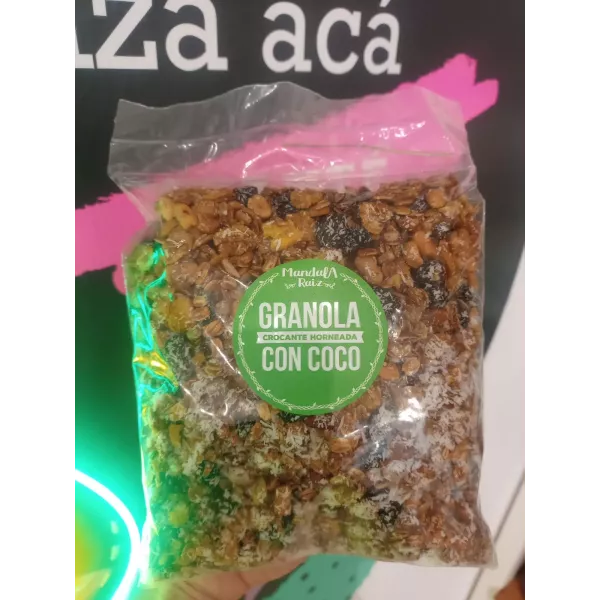 iza acá
MandalA
Raíz
GRANOLA
CROCANTE HORNEADA
CON COCO